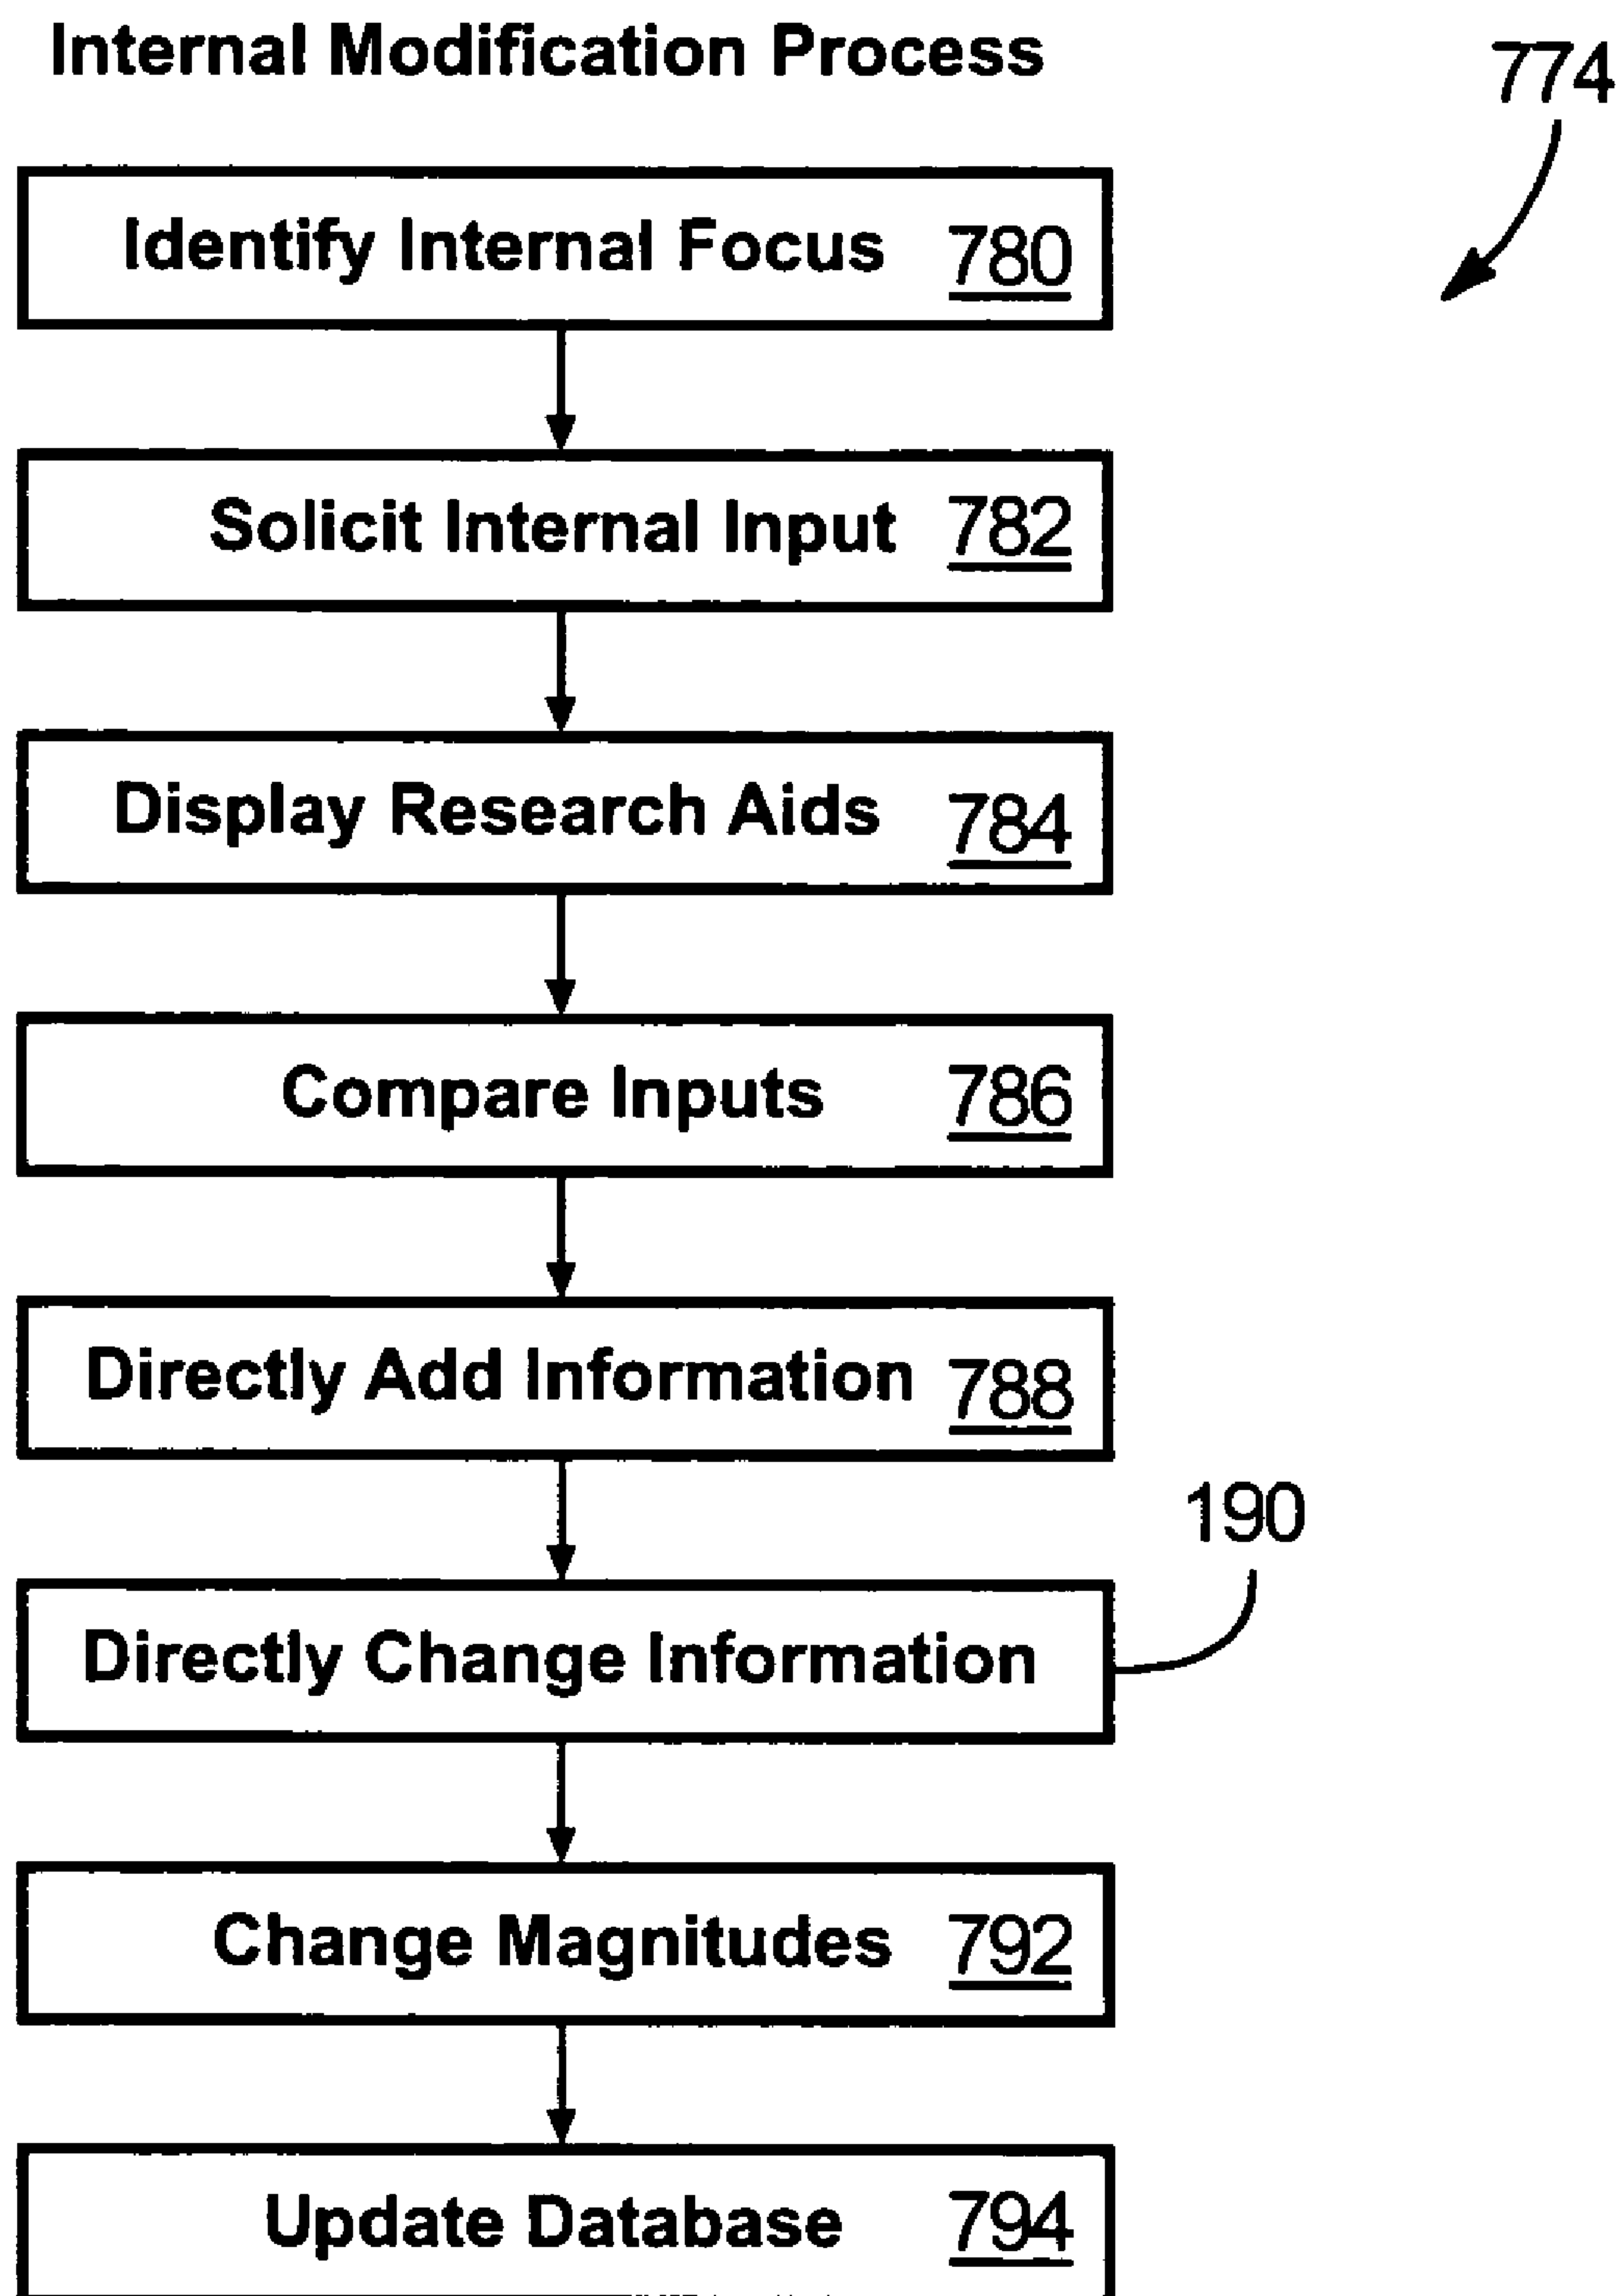 Internal Modification Process
774
Identify Internal Focus 780
Solicit Internal Input 782
Display Research Aids 784
Compare Inputs 786
Directly Add Information 788
190
Directly Change Information
Change Magnitudes 792
Update Database 794